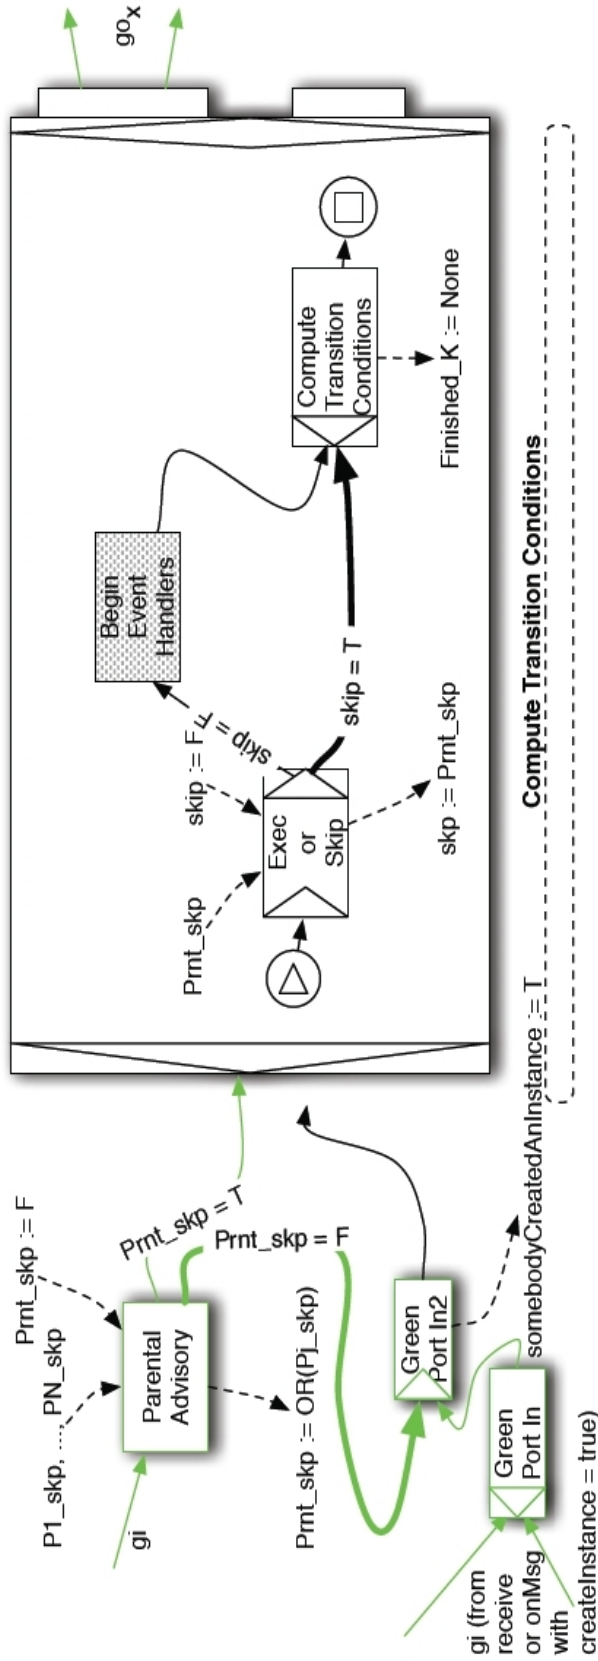 gi
P1_skp, ..., PN_skp
Prnt_skp := F
Parental
Advisory
Prnt_skp := OR(Pj_skp)
Prnt_skp = T
Prnt_skp = F
gi (from
receive
or onMsg
with
createInstance = true)
Green
Port In
Green
Port In2
somebodyCreatedAnInstance := T
Prnt_skp
skip := F
Exec
or
Skip
skp := Prnt_skp
skip = F
skip = T
Begin
Event
Handlers
Compute
Transition
Conditions
Finished_K := None
Compute Transition Conditions
gox